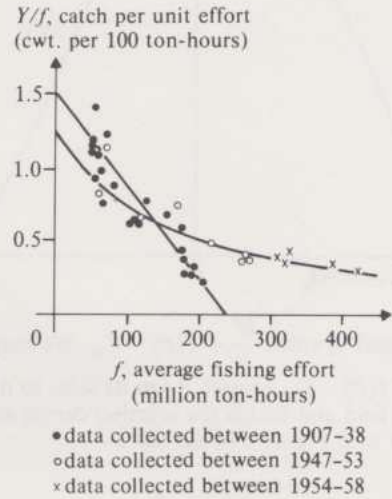 Y/f, catch per unit effort
(cwt. per 100 ton-hours)
1.5
1.0
0.5
0 100 200 300 400
f, average fishing effort
(million ton-hours)
• data collected between 1907-38
○ data collected between 1947-53
× data collected between 1954-58